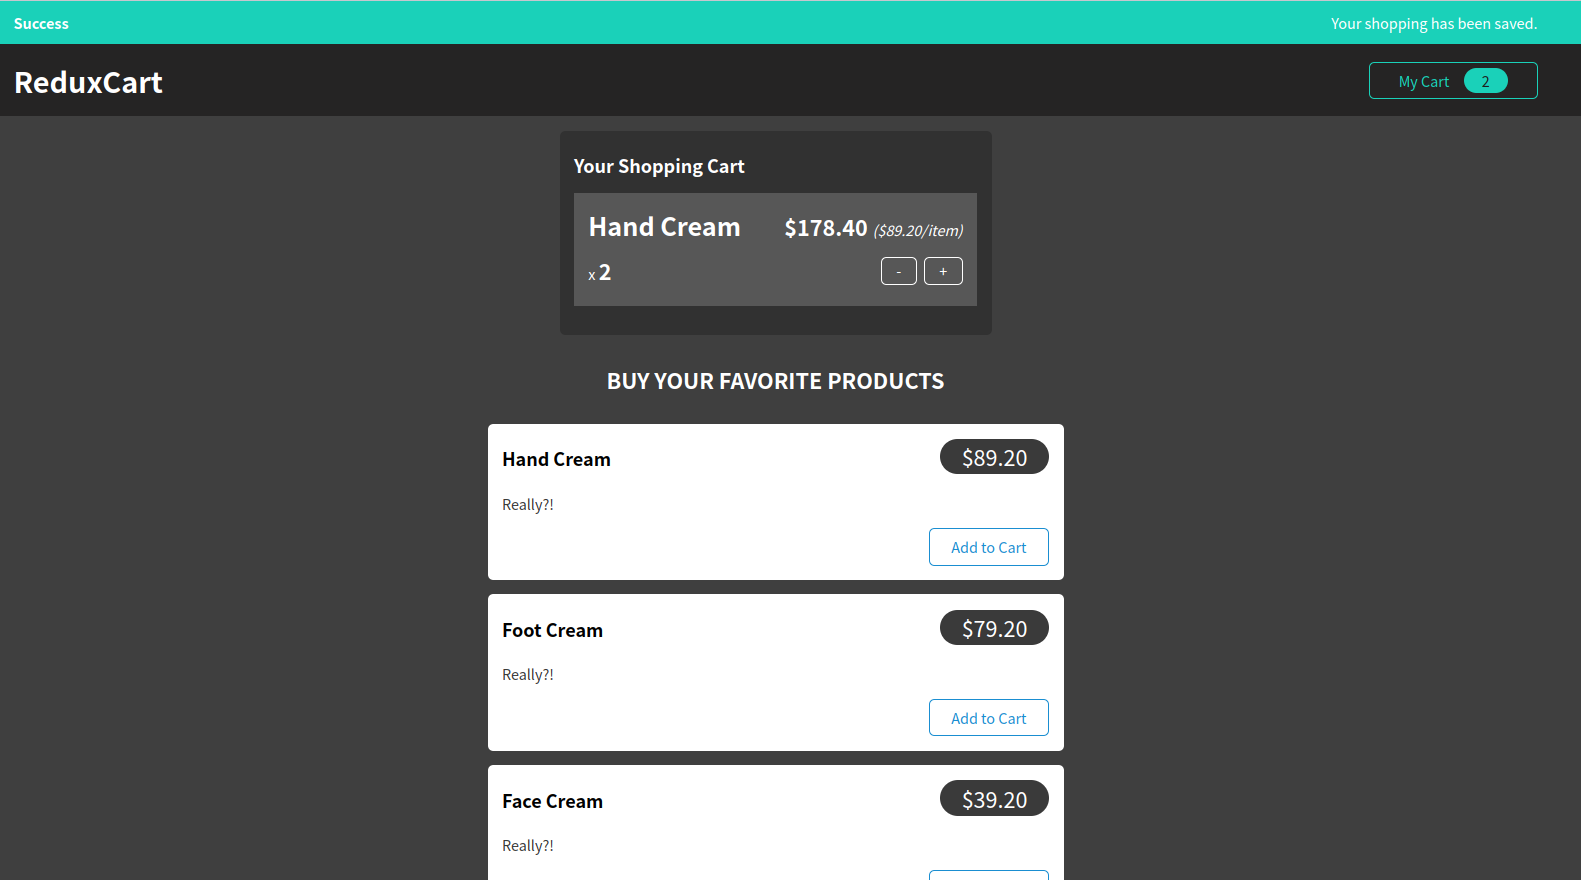 Success Your shopping has been saved.
ReduxCart My Cart 2
Your Shopping Cart
Hand Cream $178.40 ($89.20/item)
x 2 - +
BUY YOUR FAVORITE PRODUCTS
Hand Cream $89.20
Really?!
Add to Cart
Foot Cream $79.20
Really?!
Add to Cart
Face Cream $39.20
Really?!